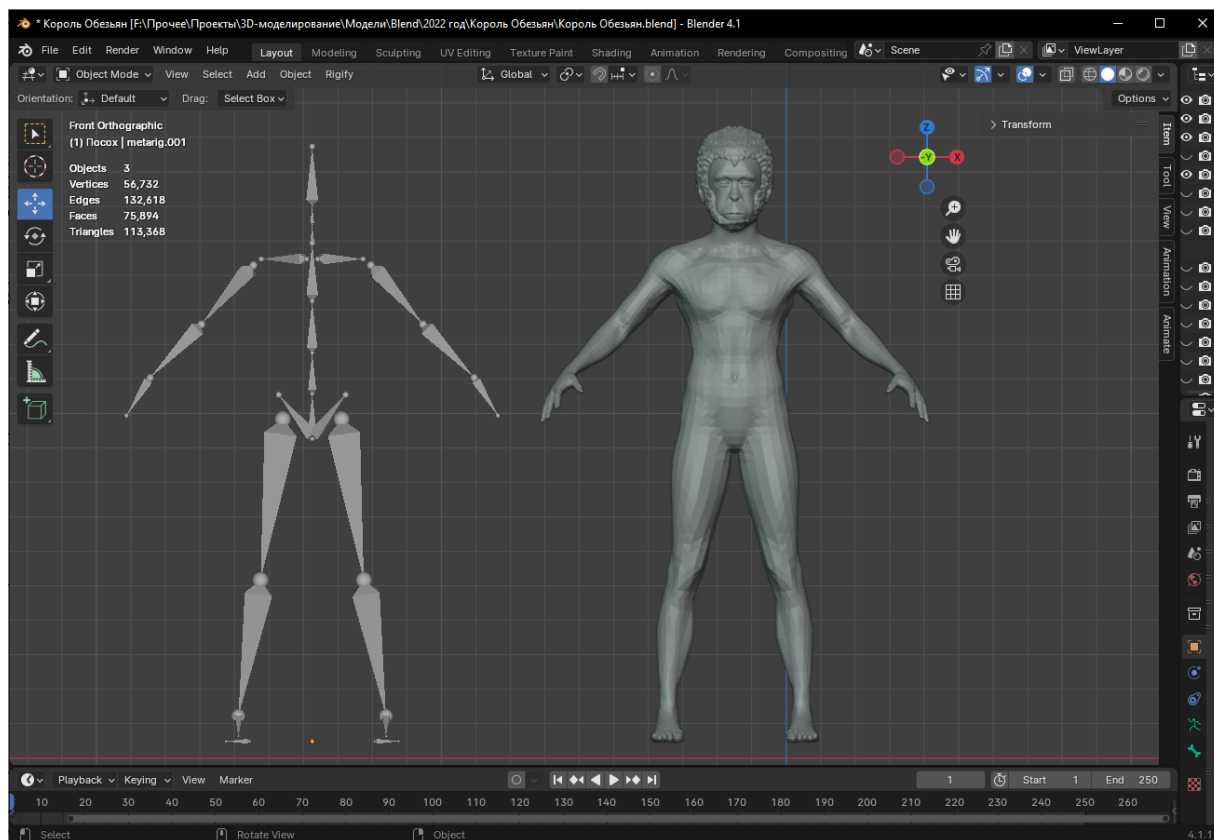 * Король Обезьян [F:\Прочее\Проекты\3D-моделирование\Модели\Blend\2022 год\Король Обезьян\Король Обезьян.blend] - Blender 4.1
File Edit Render Window Help Layout Modeling Sculpting UV Editing Texture Paint Shading Animation Rendering Compositing Scene ViewLayer
Object Mode View Select Add Object Rigify Global
Orientation: Default Drag: Select Box Options
Front Orthographic
(1) Посох | metarig.001
Objects 3
Vertices 56,732
Edges 132,618
Faces 75,894
Triangles 113,368
Transform
Z
-Y X
Item
Tool
View
Animation
Animate
Playback Keying View Marker 1 Start 1 End 250
10 20 30 40 50 60 70 80 90 100 110 120 130 140 150 160 170 180 190 200 210 220 230 240 250 260
Select Rotate View Object 4.1.1